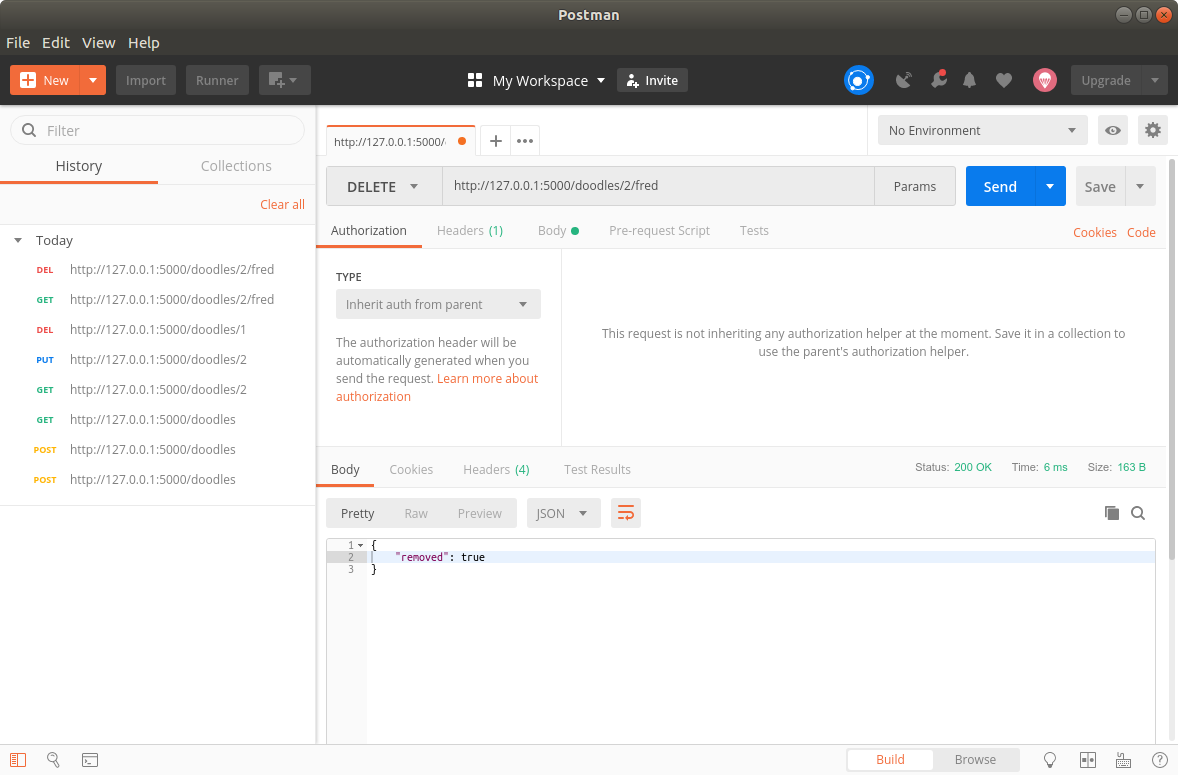 Postman
File Edit View Help
New Import Runner My Workspace Invite Upgrade
Filter
History Collections
Clear all
Today
DEL http://127.0.0.1:5000/doodles/2/fred
GET http://127.0.0.1:5000/doodles/2/fred
DEL http://127.0.0.1:5000/doodles/1
PUT http://127.0.0.1:5000/doodles/2
GET http://127.0.0.1:5000/doodles/2
GET http://127.0.0.1:5000/doodles
POST http://127.0.0.1:5000/doodles
POST http://127.0.0.1:5000/doodles
http://127.0.0.1:5000/
No Environment
DELETE http://127.0.0.1:5000/doodles/2/fred Params Send Save
Authorization Headers (1) Body Pre-request Script Tests Cookies Code
TYPE
Inherit auth from parent
The authorization header will be
automatically generated when you
send the request. Learn more about
authorization
This request is not inheriting any authorization helper at the moment. Save it in a collection to
use the parent's authorization helper.
Body Cookies Headers (4) Test Results Status: 200 OK Time: 6 ms Size: 163 B
Pretty Raw Preview JSON
1 {
2 "removed": true
3 }
Build Browse